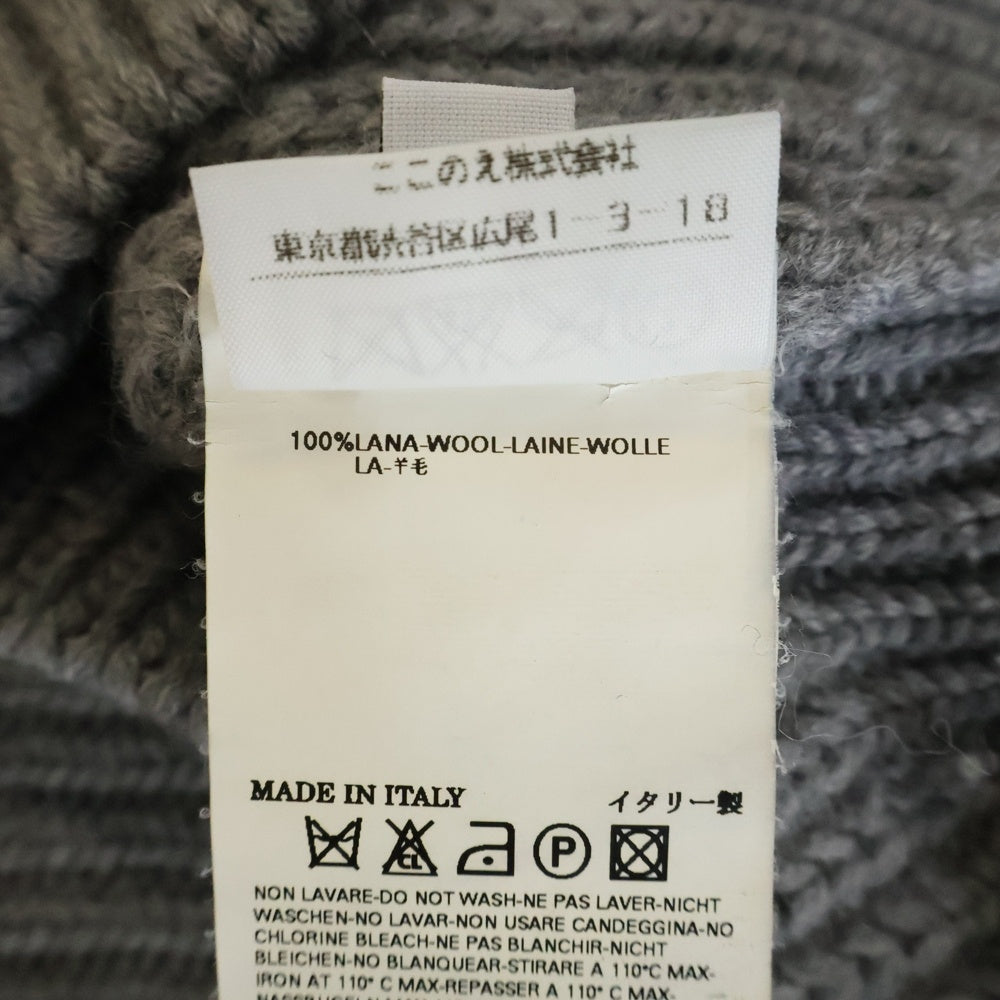 ここのえ株式会社
東京都渋谷区広尾1-3-18
100%LANA-WOOL-LAINE-WOLLE
LA-羊毛
MADE IN ITALY イタリー製
CL P
NON LAVARE-DO NOT WASH-NE PAS LAVER-NICHT
WASCHEN-NO LAVAR-NON USARE CANDEGGINA-NO
CHLORINE BLEACH-NE PAS BLANCHIR-NICHT
BLEICHEN-NO BLANQUEAR-STIRARE A 110°C MAX-
IRON AT 110° C MAX-REPASSER A 110° C MAX-